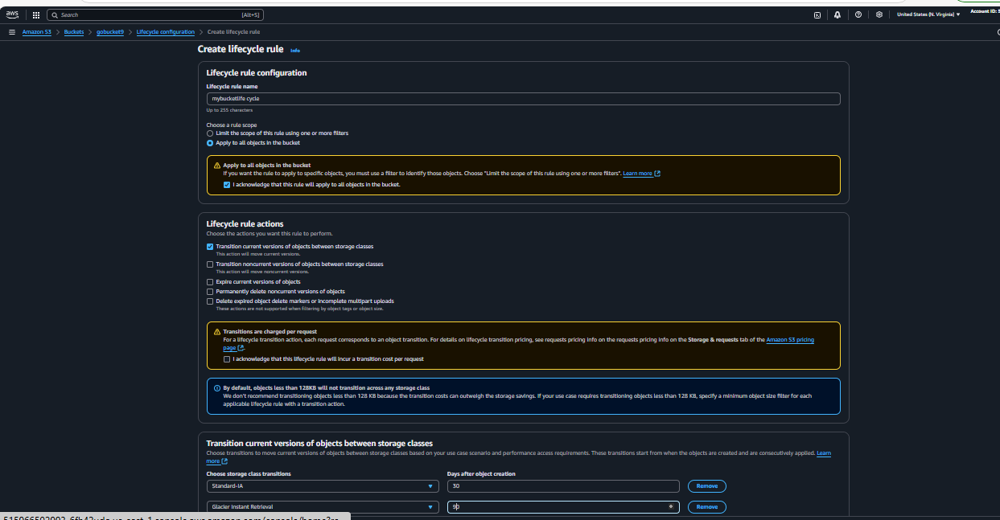 aws
Search [Alt+S]
United States (N. Virginia) ▼
Account ID:
Amazon S3 > Buckets > gobucket9 > Lifecycle configuration > Create lifecycle rule
Create lifecycle rule Info
Lifecycle rule configuration
Lifecycle rule name
mybucketlife cycle
Up to 255 characters
Choose a rule scope
Limit the scope of this rule using one or more filters
Apply to all objects in the bucket
Apply to all objects in the bucket
If you want the rule to apply to specific objects, you must use a filter to identify those objects. Choose "Limit the scope of this rule using one or more filters". Learn more
I acknowledge that this rule will apply to all objects in the bucket.
Lifecycle rule actions
Choose the actions you want this rule to perform.
Transition current versions of objects between storage classes
This action will move current versions.
Transition noncurrent versions of objects between storage classes
This action will move noncurrent versions.
Expire current versions of objects
Permanently delete noncurrent versions of objects
Delete expired object delete markers or incomplete multipart uploads
These actions are not supported when filtering by object tags or object size.
Transitions are charged per request
For a lifecycle transition action, each request corresponds to an object transition. For details on lifecycle transition pricing, see requests pricing info on the requests pricing info on the Storage & requests tab of the Amazon S3 pricing
page.
I acknowledge that this lifecycle rule will incur a transition cost per request
By default, objects less than 128KB will not transition across any storage class
We don't recommend transitioning objects less than 128 KB because the transition costs can outweigh the storage savings. If your use case requires transitioning objects less than 128 KB, specify a minimum object size filter for each
applicable lifecycle rule with a transition action.
Transition current versions of objects between storage classes
Choose transitions to move current versions of objects between storage classes based on your use case scenario and performance access requirements. These transitions start from when the objects are created and are consecutively applied. Learn
more
Choose storage class transitions Days after object creation
Standard-IA 30 Remove
Glacier Instant Retrieval 90 Remove